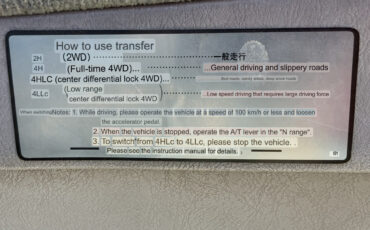 How to use transfer
2H (2WD) ⋯⋯⋯⋯ 一般走行
4H (Full-time 4WD)... ...General driving and slippery roads
4HLC (center differential lock 4WD)...
4LLc (Low range center differential lock 4WD) ...Low speed driving that requires large driving force
When switching Notes: 1. While driving, please operate the vehicle at a speed of 100 km/h or less and loosen
the accelerator pedal.
2. When the vehicle is stopped, operate the A/T lever in the "N range".
3. To switch from 4HLc to 4LLc, please stop the vehicle. .
Please see the instruction manual for details. .